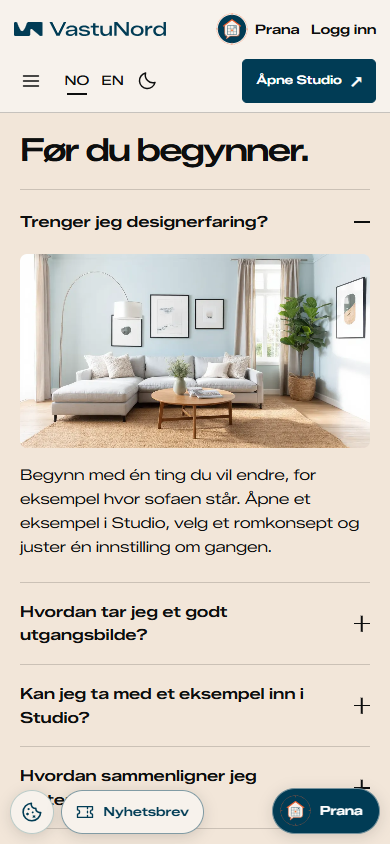 VastuNord
Prana Logg inn
NO EN
Åpne Studio ↗
Før du begynner.
Trenger jeg designerfaring?
Begynn med én ting du vil endre, for
eksempel hvor sofaen står. Åpne et
eksempel i Studio, velg et romkonsept og
juster én innstilling om gangen.
Hvordan tar jeg et godt
utgangsbilde?
Kan jeg ta med et eksempel inn i
Studio?
Hvordan sammenligner jeg
Nyhetsbrev
Prana